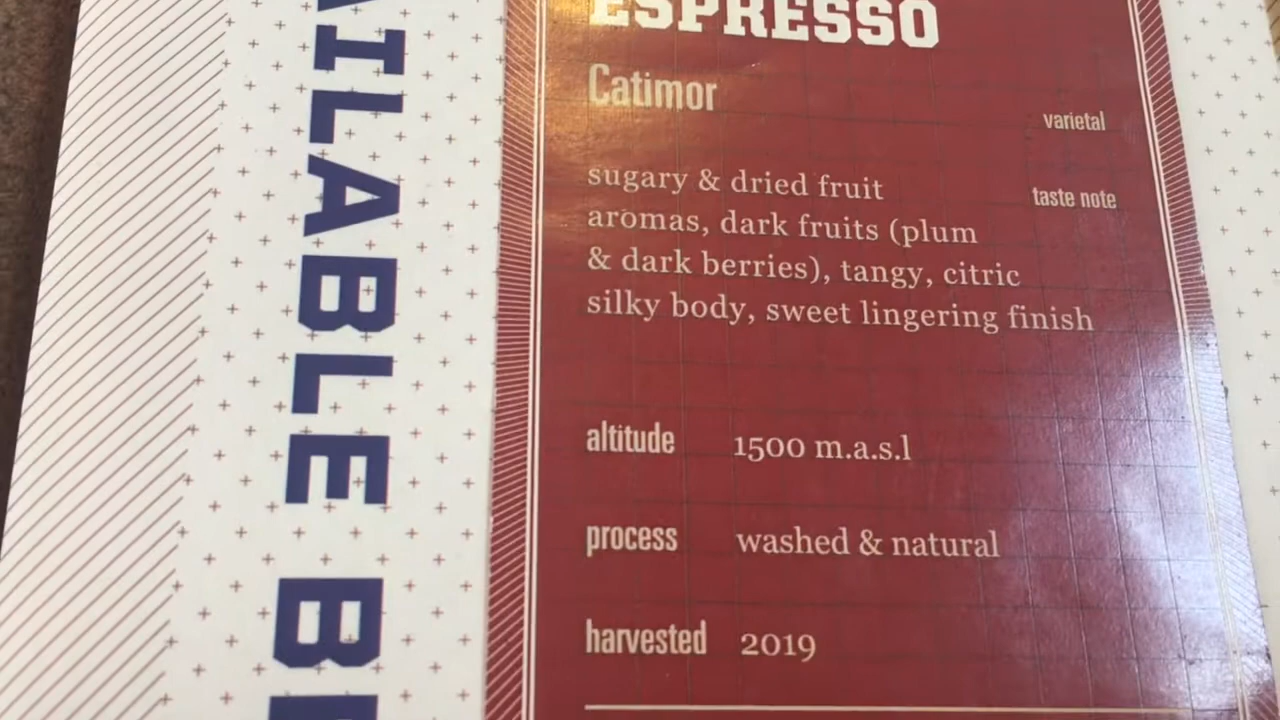 ESPRESSO
Catimor
varietal
sugary & dried fruit
taste note
aromas, dark fruits (plum
& dark berries), tangy, citric
silky body, sweet lingering finish
altitude 1500 m.a.s.l
process washed & natural
harvested 2019
AILABLE B